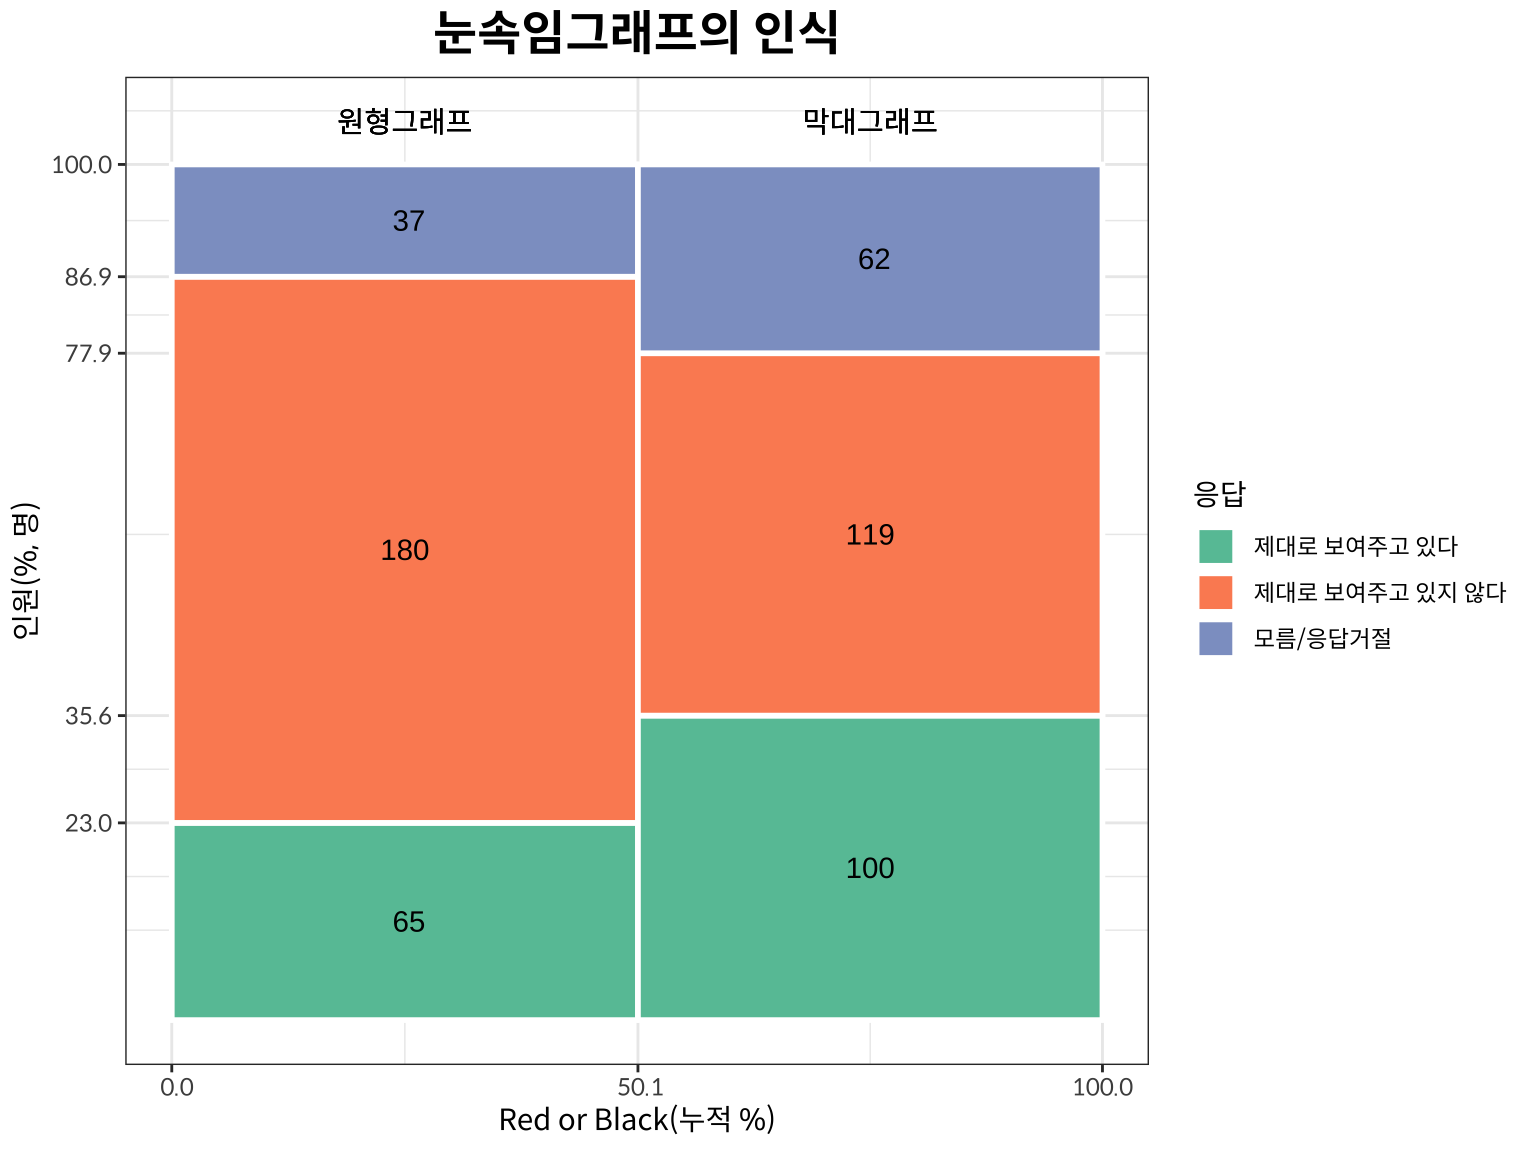 눈속임그래프의 인식
원형그래프
막대그래프
100.0
86.9
77.9
35.6
23.0
37
62
180
119
65
100
인원(%, 명)
0.0
50.1
100.0
Red or Black(누적 %)
응답
제대로 보여주고 있다
제대로 보여주고 있지 않다
모름/응답거절